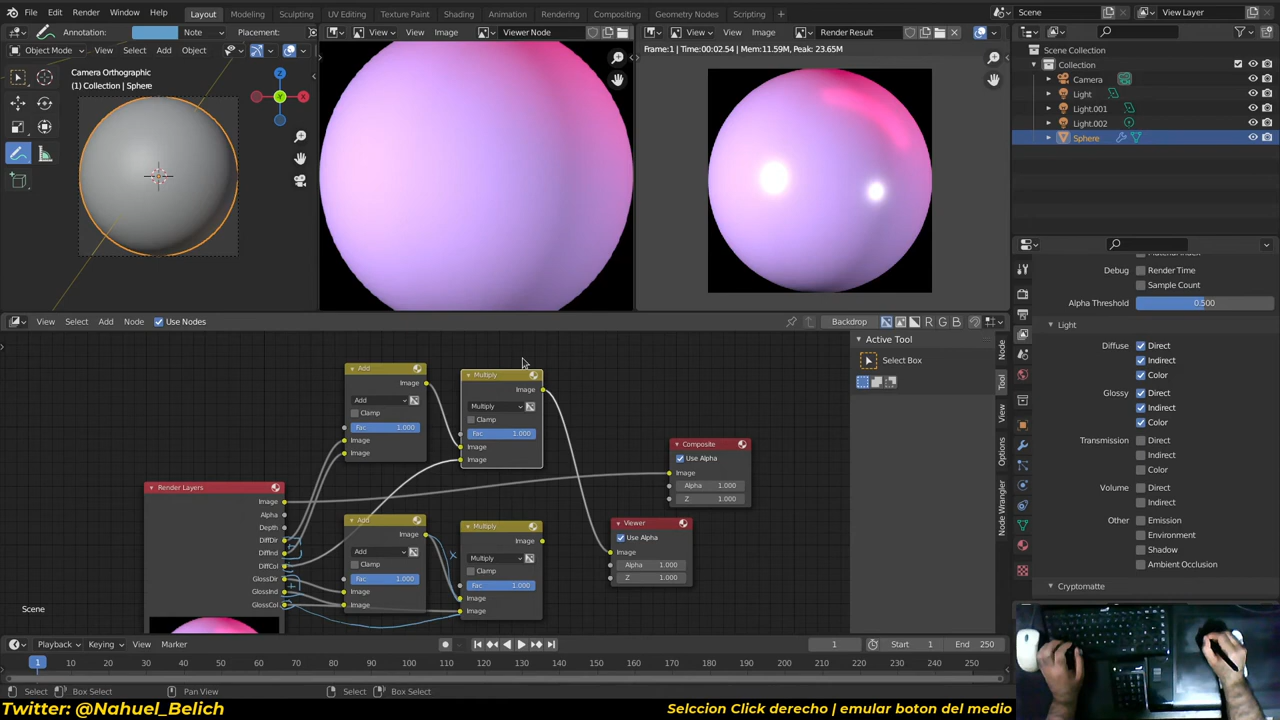 File Edit Render Window Help Layout Modeling Sculpting UV Editing Texture Paint Shading Animation Rendering Compositing Geometry Nodes Scripting Scene View Layer
Annotation: Note Placement: View Viewer Node View Render Result
Object Mode View Select Add Object View Image View Image
Camera Orthographic
(1) Collection | Sphere
Frame:1 | Time:00:02.54 | Mem:11.59M, Peak: 23.65M
Scene Collection
Collection
Camera
Light
Light.001
Light.002
Sphere
Material Index
Debug Render Time
Sample Count
Alpha Threshold 0.500
Light
Diffuse Direct
Indirect
Color
Glossy Direct
Indirect
Color
Transmission Direct
Indirect
Color
Volume Direct
Indirect
Other Emission
Environment
Shadow
Ambient Occlusion
Cryptomatte
View Select Add Node Use Nodes Backdrop R G B
Active Tool
Select Box
Node
Tool
View
Options
Node Wrangler
Add
Image
Add
Clamp
Fac 1.000
Image
Image
Multiply
Image
Multiply
Clamp
Fac 1.000
Image
Image
Composite
Use Alpha
Image
Alpha 1.000
Z 1.000
Render Layers
Image
Alpha
Depth
DiffDir
DiffInd
DiffCol
GlossDir
GlossInd
GlossCol
Add
Image
Add
Clamp
Fac 1.000
Image
Image
Multiply
Image
Multiply
Clamp
Fac 1.000
Image
Image
Viewer
Use Alpha
Image
Alpha 1.000
Z 1.000
Scene
Playback Keying View Marker 1 Start 1 End 250
1 10 20 30 40 50 60 70 80 90 100 110 120 130 140 150 160 170 180 190 200 210 220 230 240 250
Select Box Select Pan View Select Box Select
Twitter: @Nahuel_Belich
Selccion Click derecho | emular boton del medio